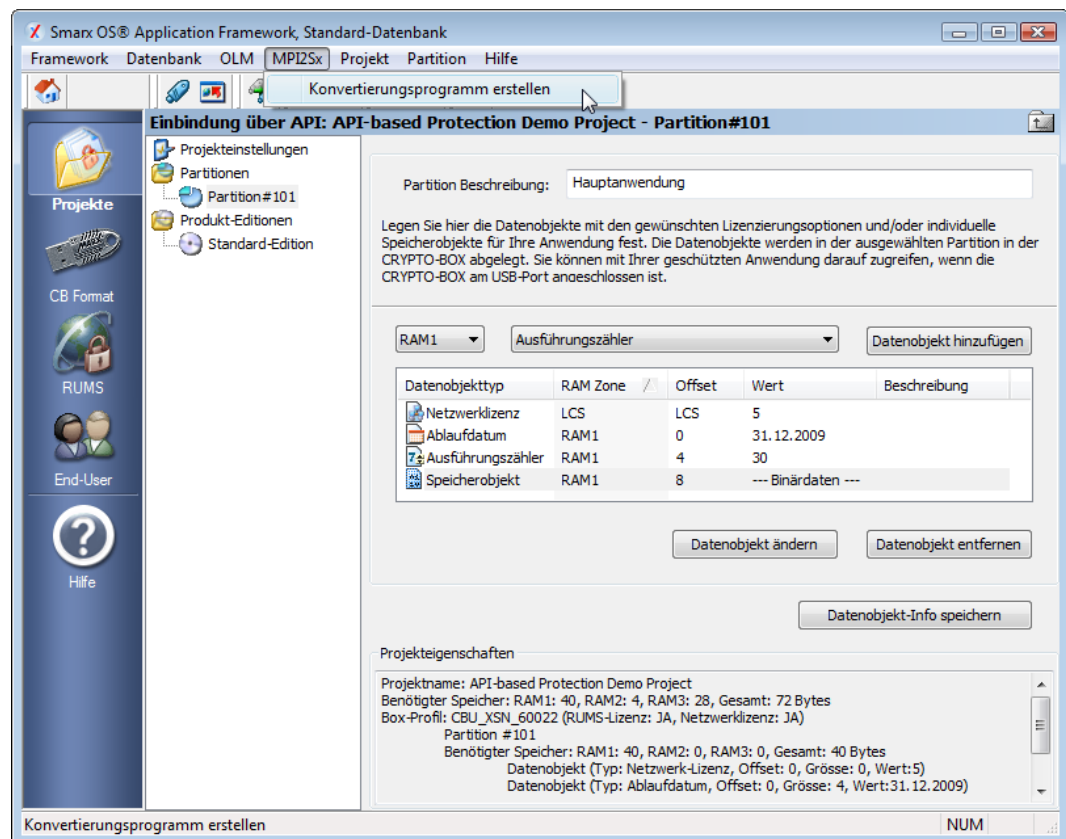 Smarx OS® Application Framework, Standard-Datenbank
Framework Datenbank OLM MPI2Sx Projekt Partition Hilfe
Konvertierungsprogramm erstellen
Einbindung über API: API-based Protection Demo Project - Partition#101
Projekte
CB Format
RUMS
End-User
Hilfe
Projekteinstellungen
Partitionen
Partition#101
Produkt-Editionen
Standard-Edition
Partition Beschreibung: Hauptanwendung
Legen Sie hier die Datenobjekte mit den gewünschten Lizenzierungsoptionen und/oder individuelle
Speicherobjekte für Ihre Anwendung fest. Die Datenobjekte werden in der ausgewählten Partition in der
CRYPTO-BOX abgelegt. Sie können mit Ihrer geschützten Anwendung darauf zugreifen, wenn die
CRYPTO-BOX am USB-Port angeschlossen ist.
RAM1 Ausführungszähler Datenobjekt hinzufügen
Datenobjekttyp RAM Zone Offset Wert Beschreibung
Netzwerklizenz LCS LCS 5
Ablaufdatum RAM1 0 31.12.2009
Ausführungszähler RAM1 4 30
Speicherobjekt RAM1 8 --- Binärdaten ---
Datenobjekt ändern Datenobjekt entfernen
Datenobjekt-Info speichern
Projekteigenschaften
Projektname: API-based Protection Demo Project
Benötigter Speicher: RAM1: 40, RAM2: 4, RAM3: 28, Gesamt: 72 Bytes
Box-Profil: CBU_XSN_60022 (RUMS-Lizenz: JA, Netzwerklizenz: JA)
Partition #101
Benötigter Speicher: RAM1: 40, RAM2: 0, RAM3: 0, Gesamt: 40 Bytes
Datenobjekt (Typ: Netzwerk-Lizenz, Offset: 0, Grösse: 0, Wert:5)
Datenobjekt (Typ: Ablaufdatum, Offset: 0, Grösse: 4, Wert:31.12.2009)
Konvertierungsprogramm erstellen NUM